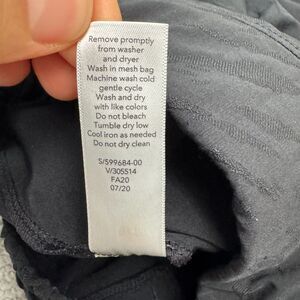 Remove promptly
from washer
and dryer
Wash in mesh bag
Machine wash cold
gentle cycle
Wash and dry
with like colors
Do not bleach
Tumble dry low
Cool iron as needed
Do not dry clean
S/599684-00
V/305514
FA20
07/20